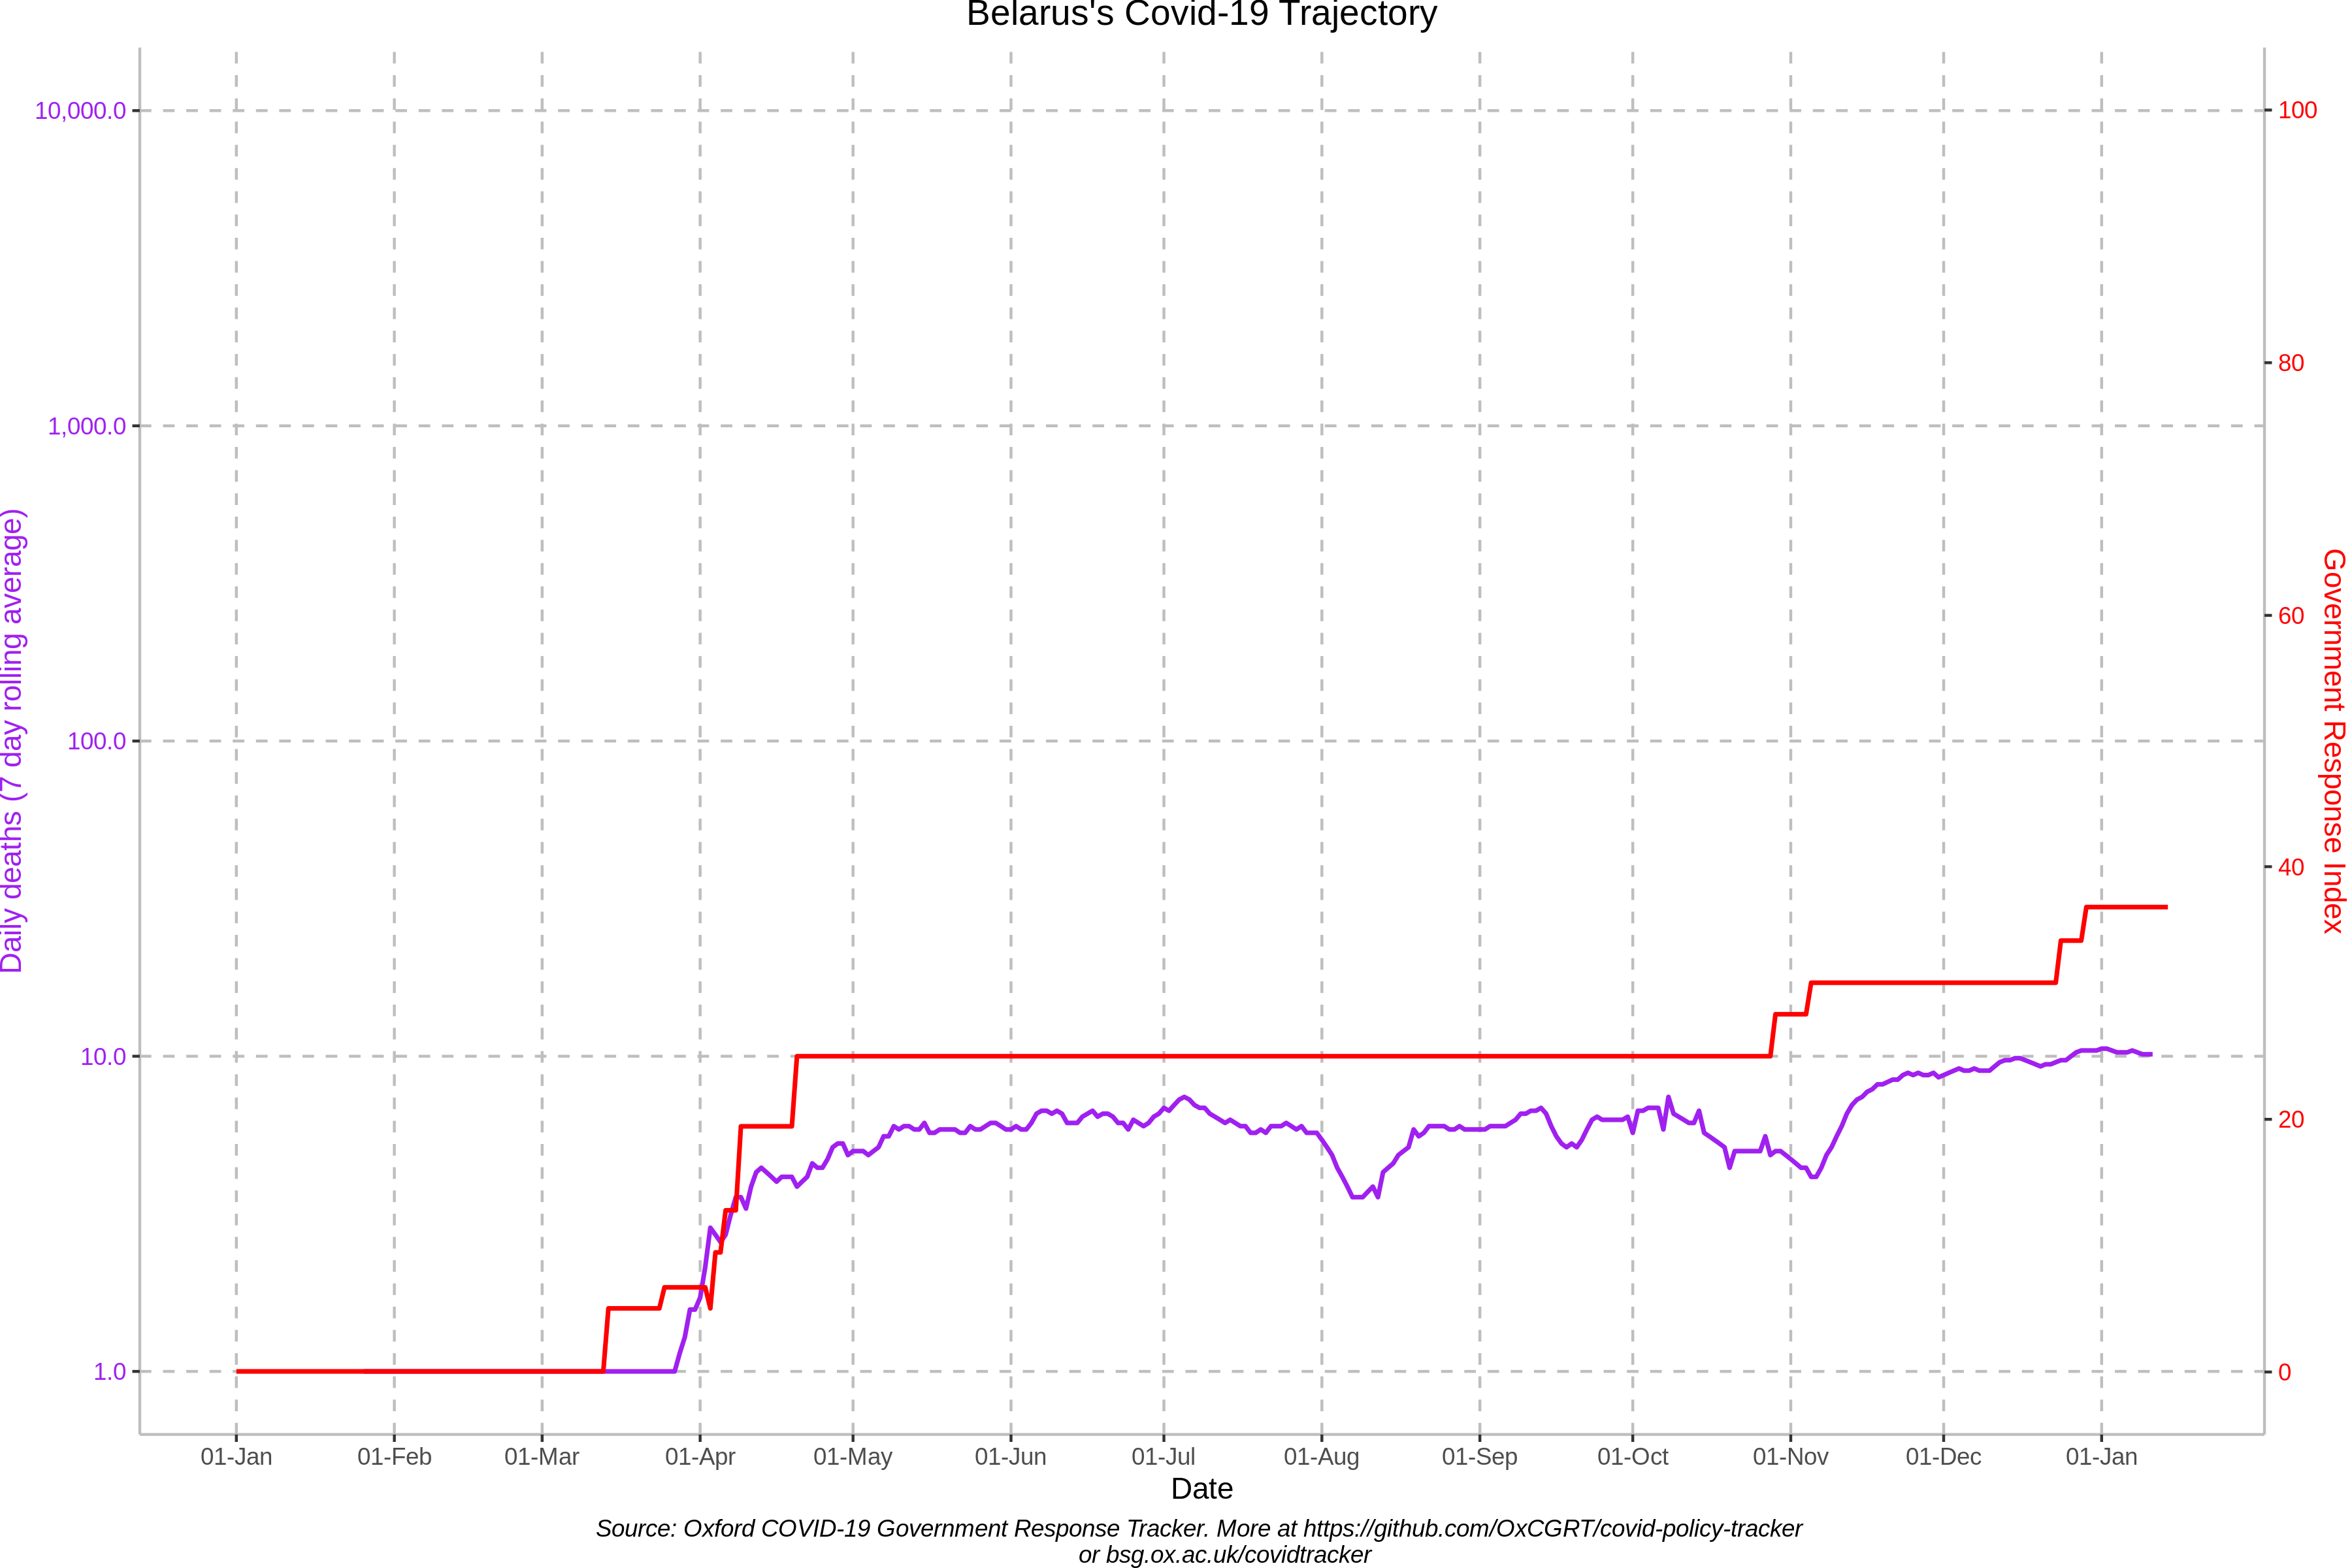 Belarus's Covid-19 Trajectory
10,000.0
1,000.0
100.0
10.0
1.0
Daily deaths (7 day rolling average)
100
80
60
40
20
0
Government Response Index
01-Jan 01-Feb 01-Mar 01-Apr 01-May 01-Jun 01-Jul 01-Aug 01-Sep 01-Oct 01-Nov 01-Dec 01-Jan
Date
Source: Oxford COVID-19 Government Response Tracker. More at https://github.com/OxCGRT/covid-policy-tracker
or bsg.ox.ac.uk/covidtracker